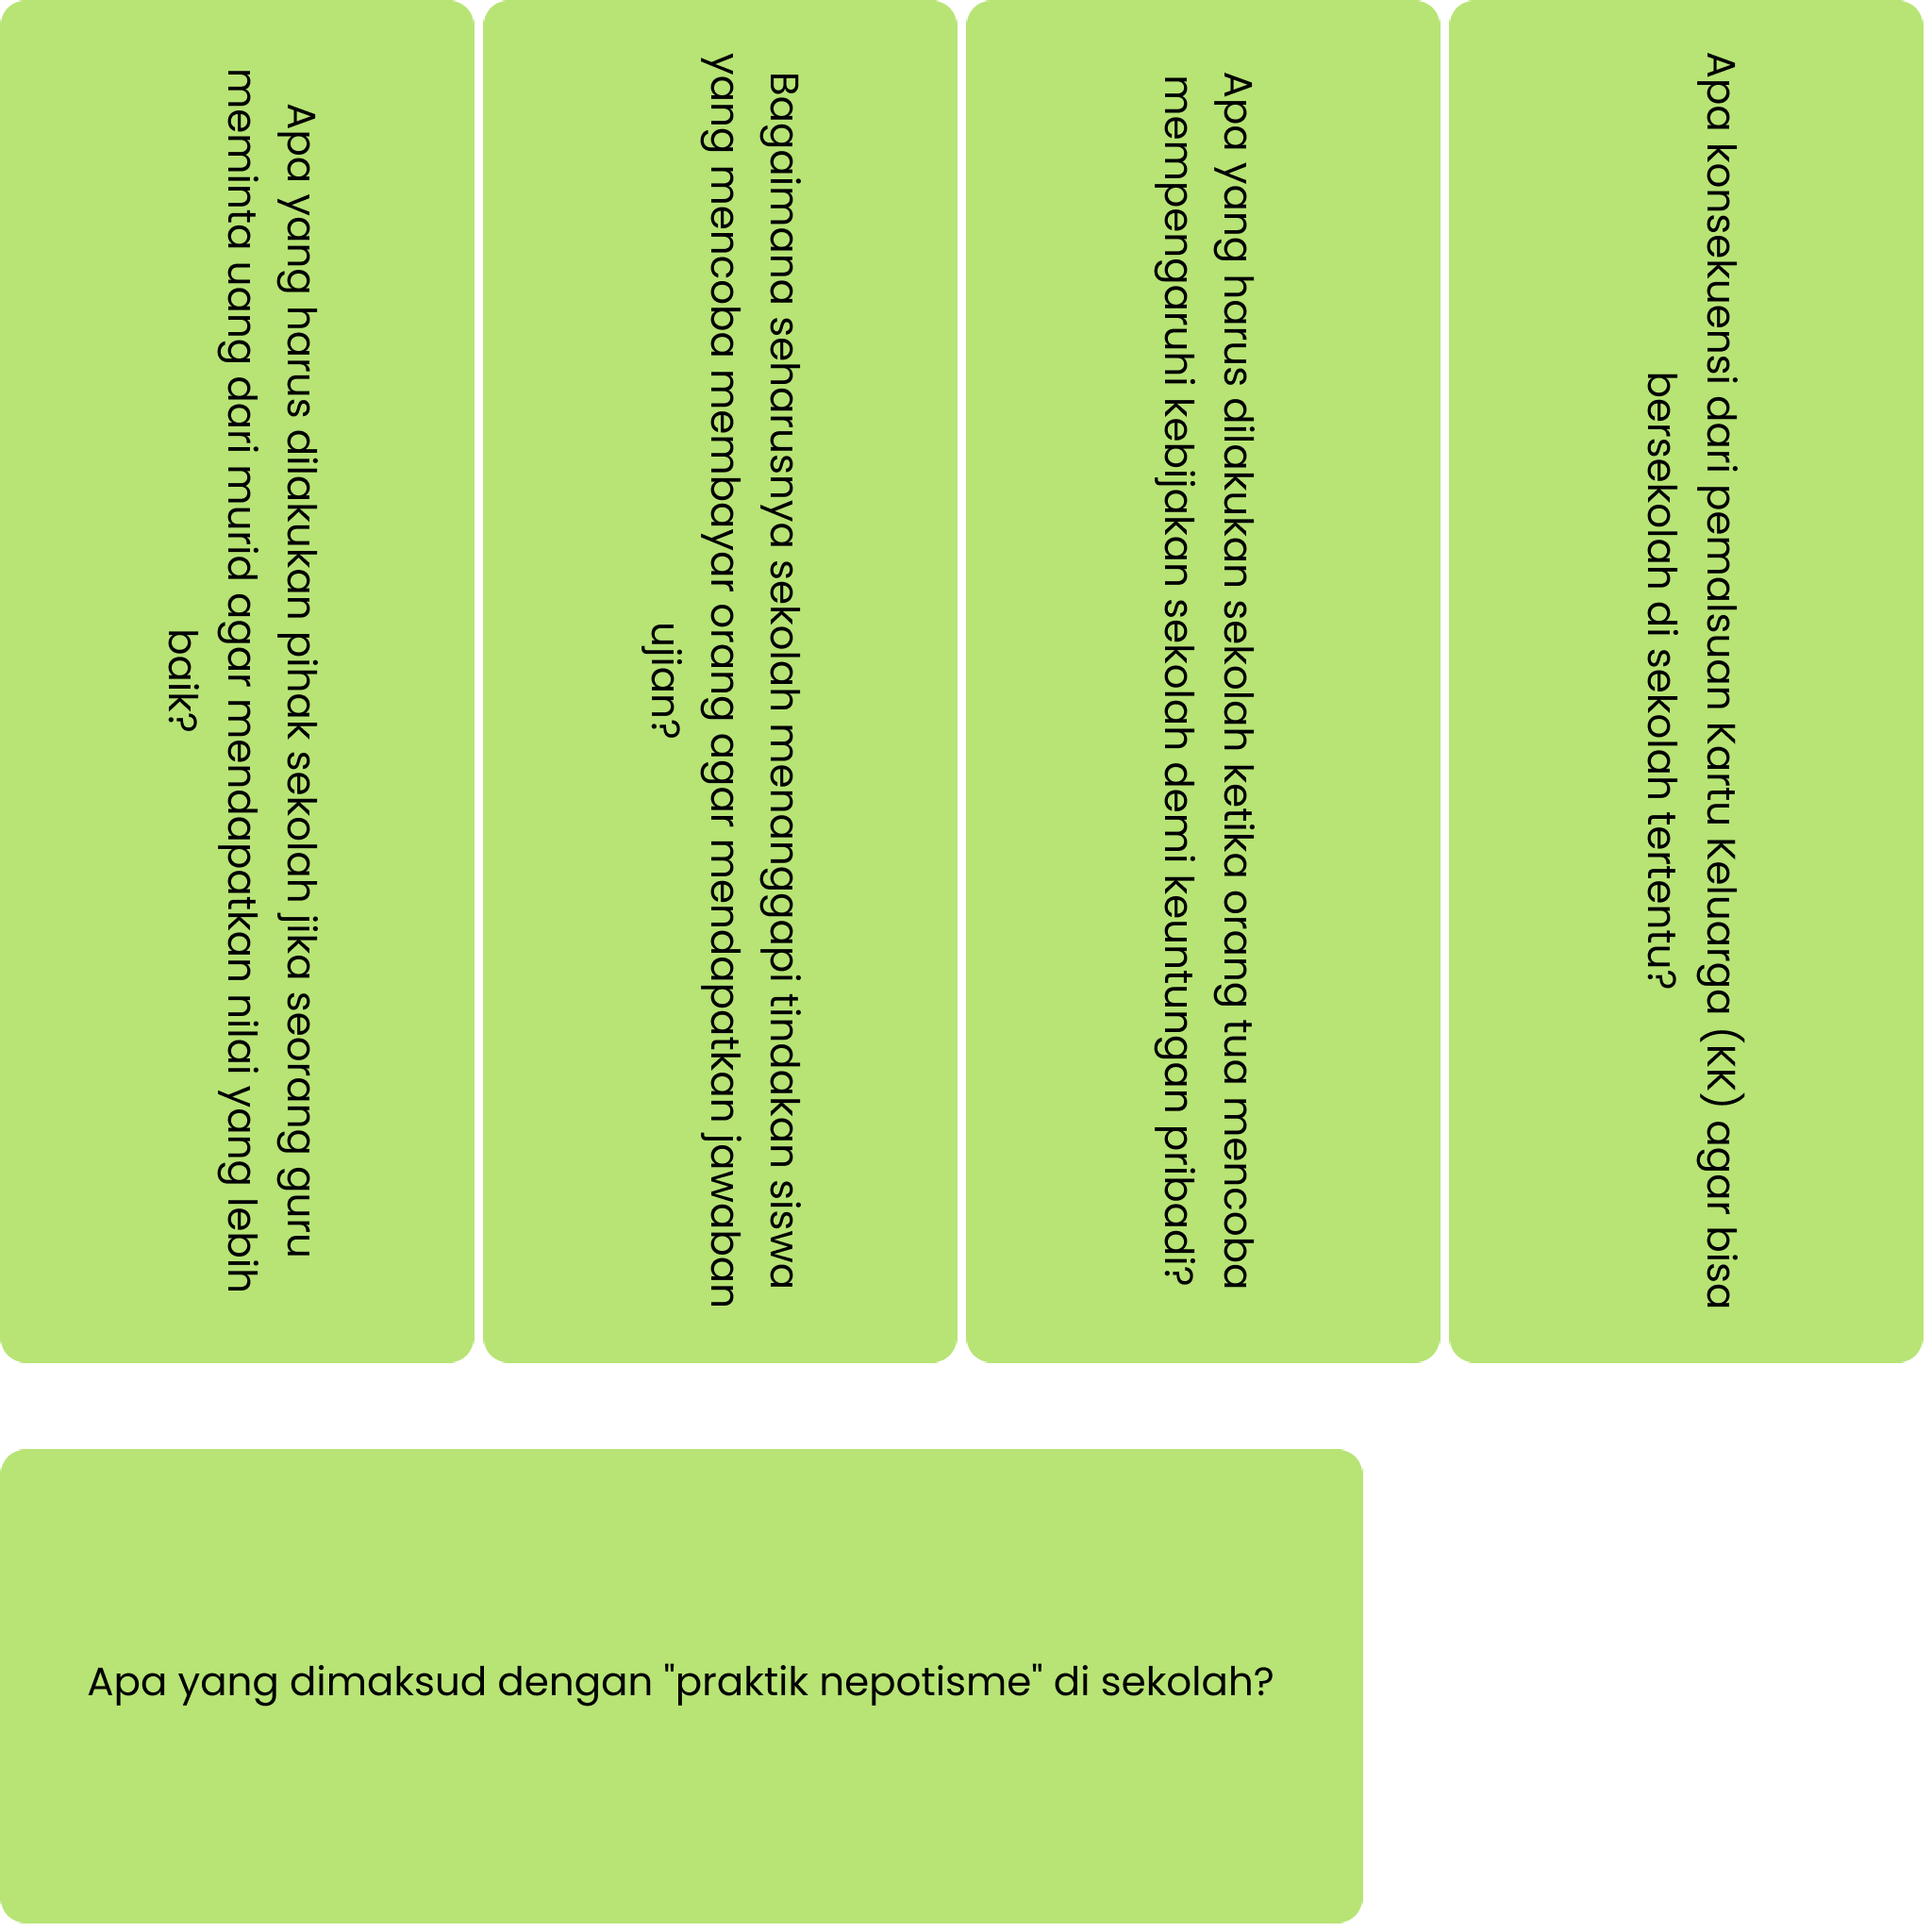 Apa yang harus dilakukan pihak sekolah jika seorang guru
meminta uang dari murid agar mendapatkan nilai yang lebih
baik?
Bagaimana seharusnya sekolah menanggapi tindakan siswa
yang mencoba membayar orang agar mendapatkan jawaban
ujian?
Apa yang harus dilakukan sekolah ketika orang tua mencoba
mempengaruhi kebijakan sekolah demi keuntungan pribadi?
Apa konsekuensi dari pemalsuan Kartu Keluarga (KK) agar bisa
bersekolah di sekolah tertentu?
Apa yang dimaksud dengan "praktik nepotisme" di sekolah?